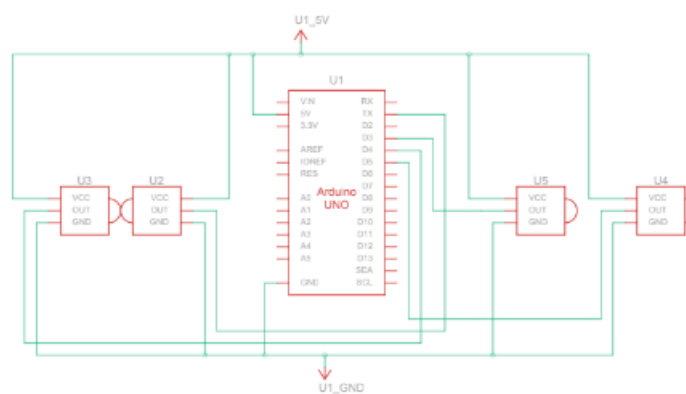 U1_5V
U1
VIN RX
5V TX
3.3V D2
D3
AREF D4
IOREF D5
RES D6
D7
A0 D8
A1 D9
A2 D10
A3 D11
A4 D12
A5 D13
SDA
GND SCL
Arduino
UNO
U3
VCC
OUT
GND
U2
VCC
OUT
GND
U5
VCC
OUT
GND
U4
VCC
OUT
GND
U1_GND